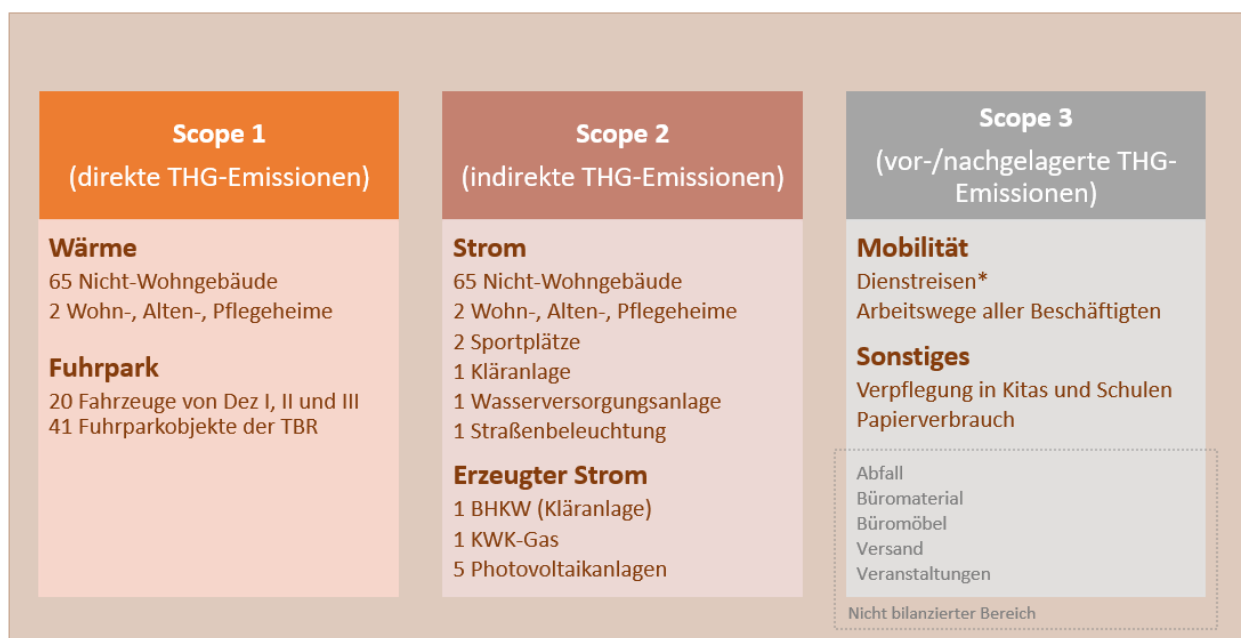 Scope 1
(direkte THG-Emissionen)
Wärme
65 Nicht-Wohngebäude
2 Wohn-, Alten-, Pflegeheime
Fuhrpark
20 Fahrzeuge von Dez I, II und III
41 Fuhrparkobjekte der TBR
Scope 2
(indirekte THG-Emissionen)
Strom
65 Nicht-Wohngebäude
2 Wohn-, Alten-, Pflegeheime
2 Sportplätze
1 Kläranlage
1 Wasserversorgungsanlage
1 Straßenbeleuchtung
Erzeugter Strom
1 BHKW (Kläranlage)
1 KWK-Gas
5 Photovoltaikanlagen
Scope 3
(vor-/nachgelagerte THG-
Emissionen)
Mobilität
Dienstreisen*
Arbeitswege aller Beschäftigten
Sonstiges
Verpflegung in Kitas und Schulen
Papierverbrauch
Abfall
Büromaterial
Büromöbel
Versand
Veranstaltungen
Nicht bilanzierter Bereich